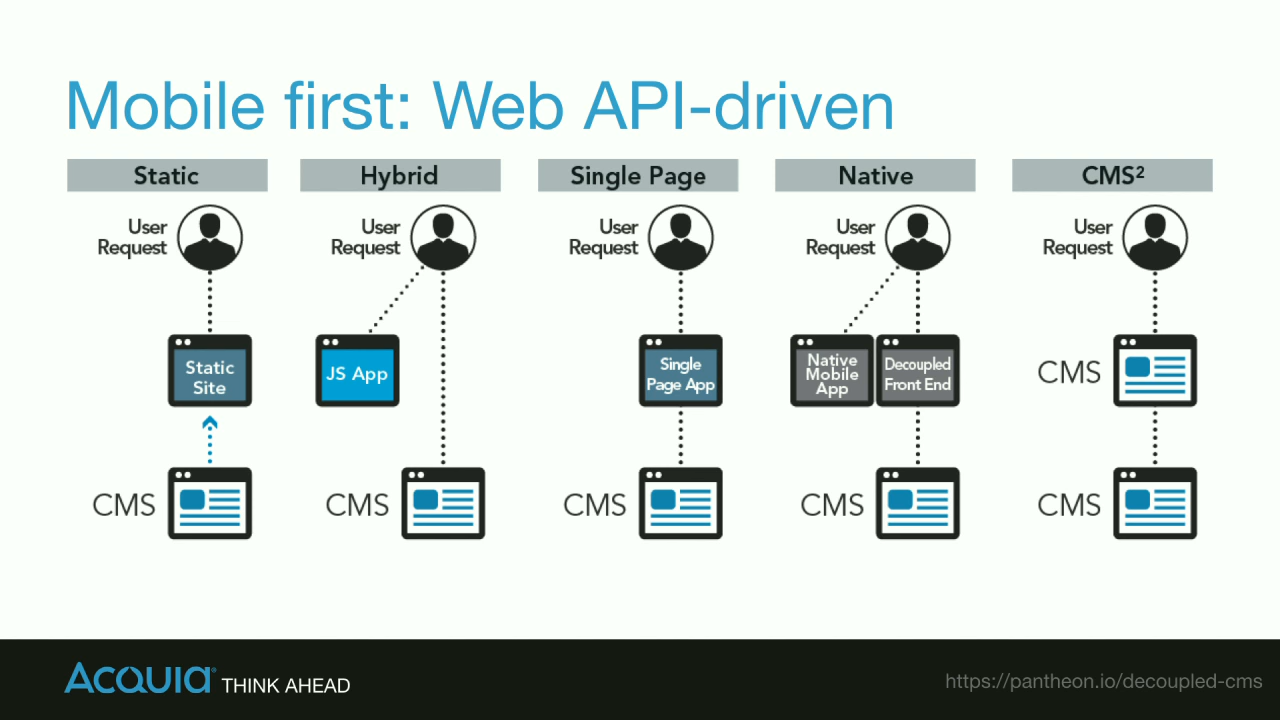 Mobile first: Web API-driven
Static
Hybrid
Single Page
Native
CMS²
User
Request
User
Request
User
Request
User
Request
User
Request
Static
Site
JS App
Single
Page App
Native
Mobile
App
Decoupled
Front End
CMS
CMS
CMS
CMS
CMS
CMS
ACQUIA® THINK AHEAD
https://pantheon.io/decoupled-cms